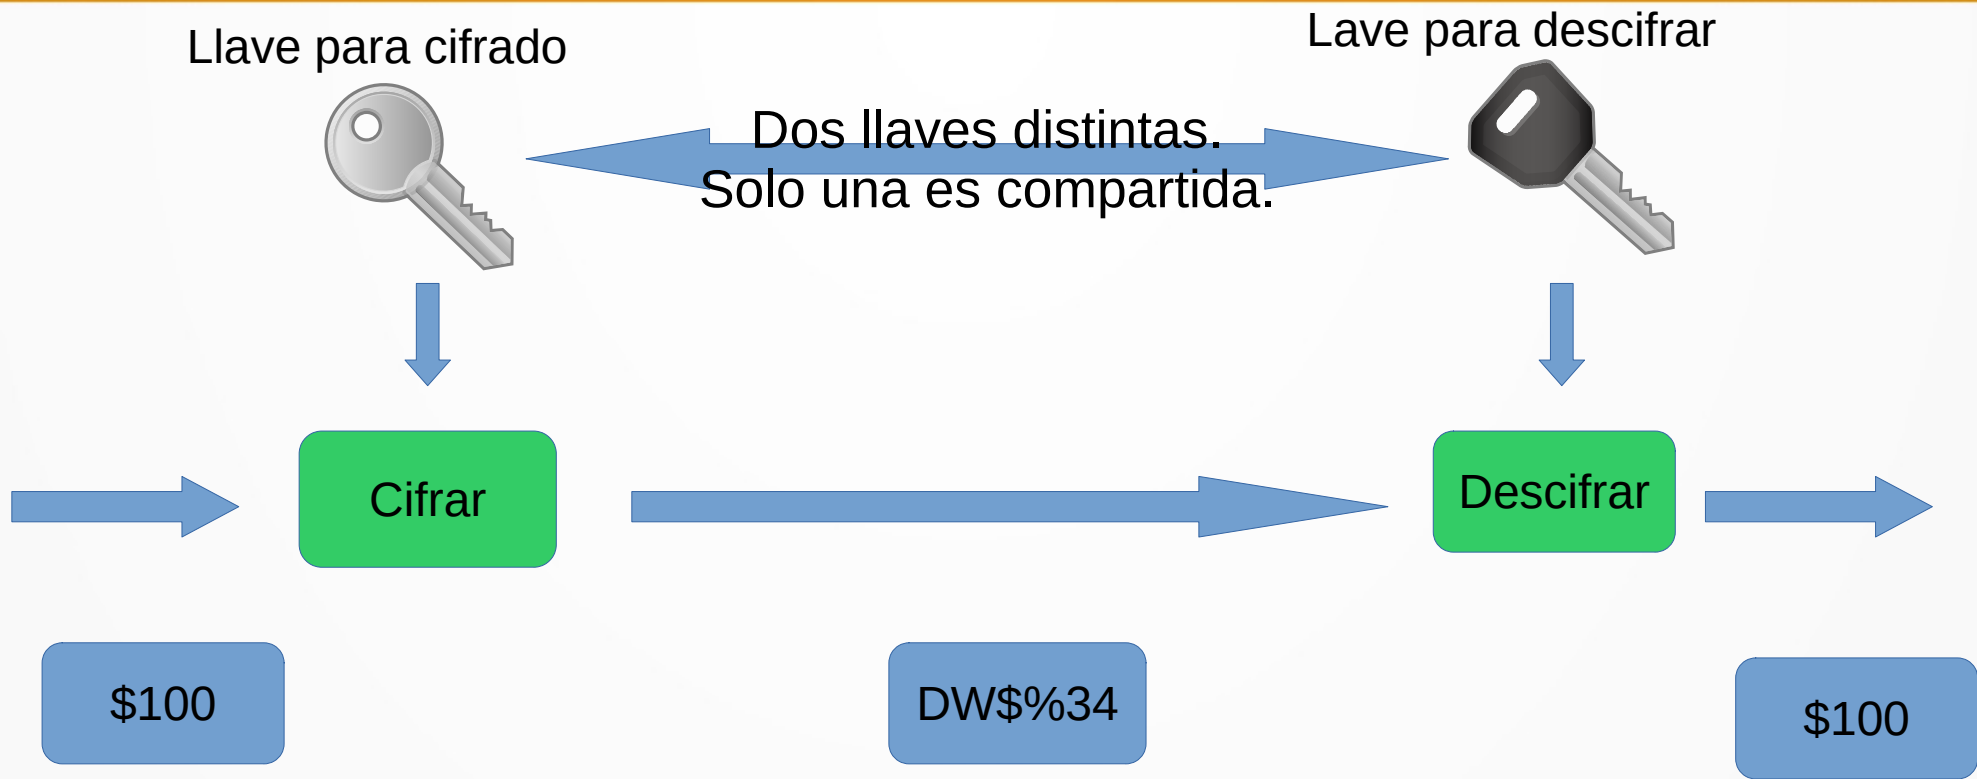 Llave para cifrado
Lave para descifrar
Dos llaves distintas.
Solo una es compartida.
Cifrar
Descifrar
$100
DW$%34
$100